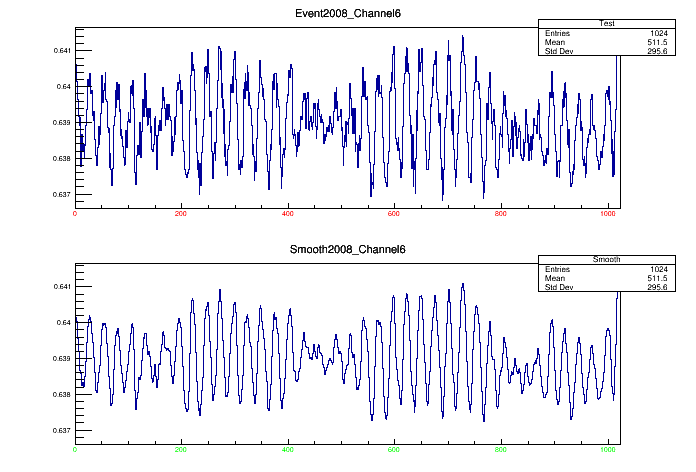 Event2008_Channel6
Test
Entries 1024
Mean 511.5
Std Dev 295.6
0.641
0.64
0.639
0.638
0.637
0 200 400 600 800 1000
Smooth2008_Channel6
Smooth
Entries 1024
Mean 511.5
Std Dev 295.6
0.641
0.64
0.639
0.638
0.637
0 200 400 600 800 1000